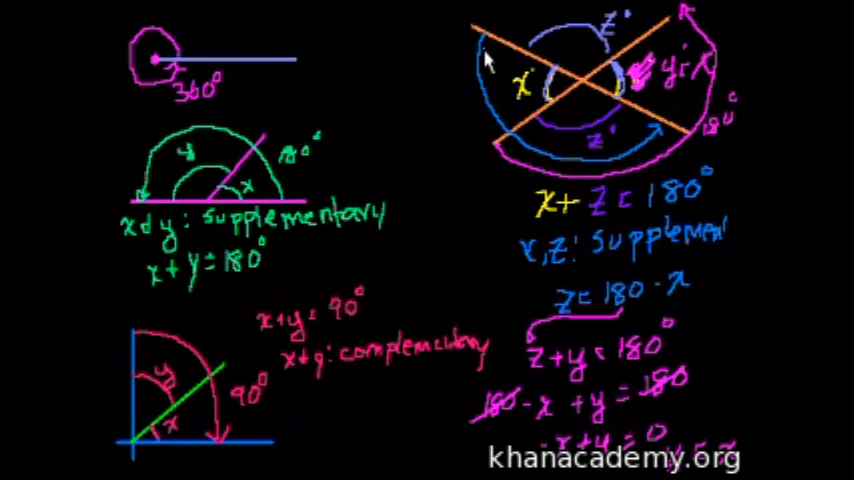 360°
y
180°
x
x + y : supplementary
x + y = 180°
x + y = 90°
x + y : complementary
y
x
90°
z°
x°
y = x
z°
180°
x + z = 180°
x, z : supplement
z = 180 - x
z + y = 180°
180 - x + y = 180
-x + y = 0
khanacademy.org